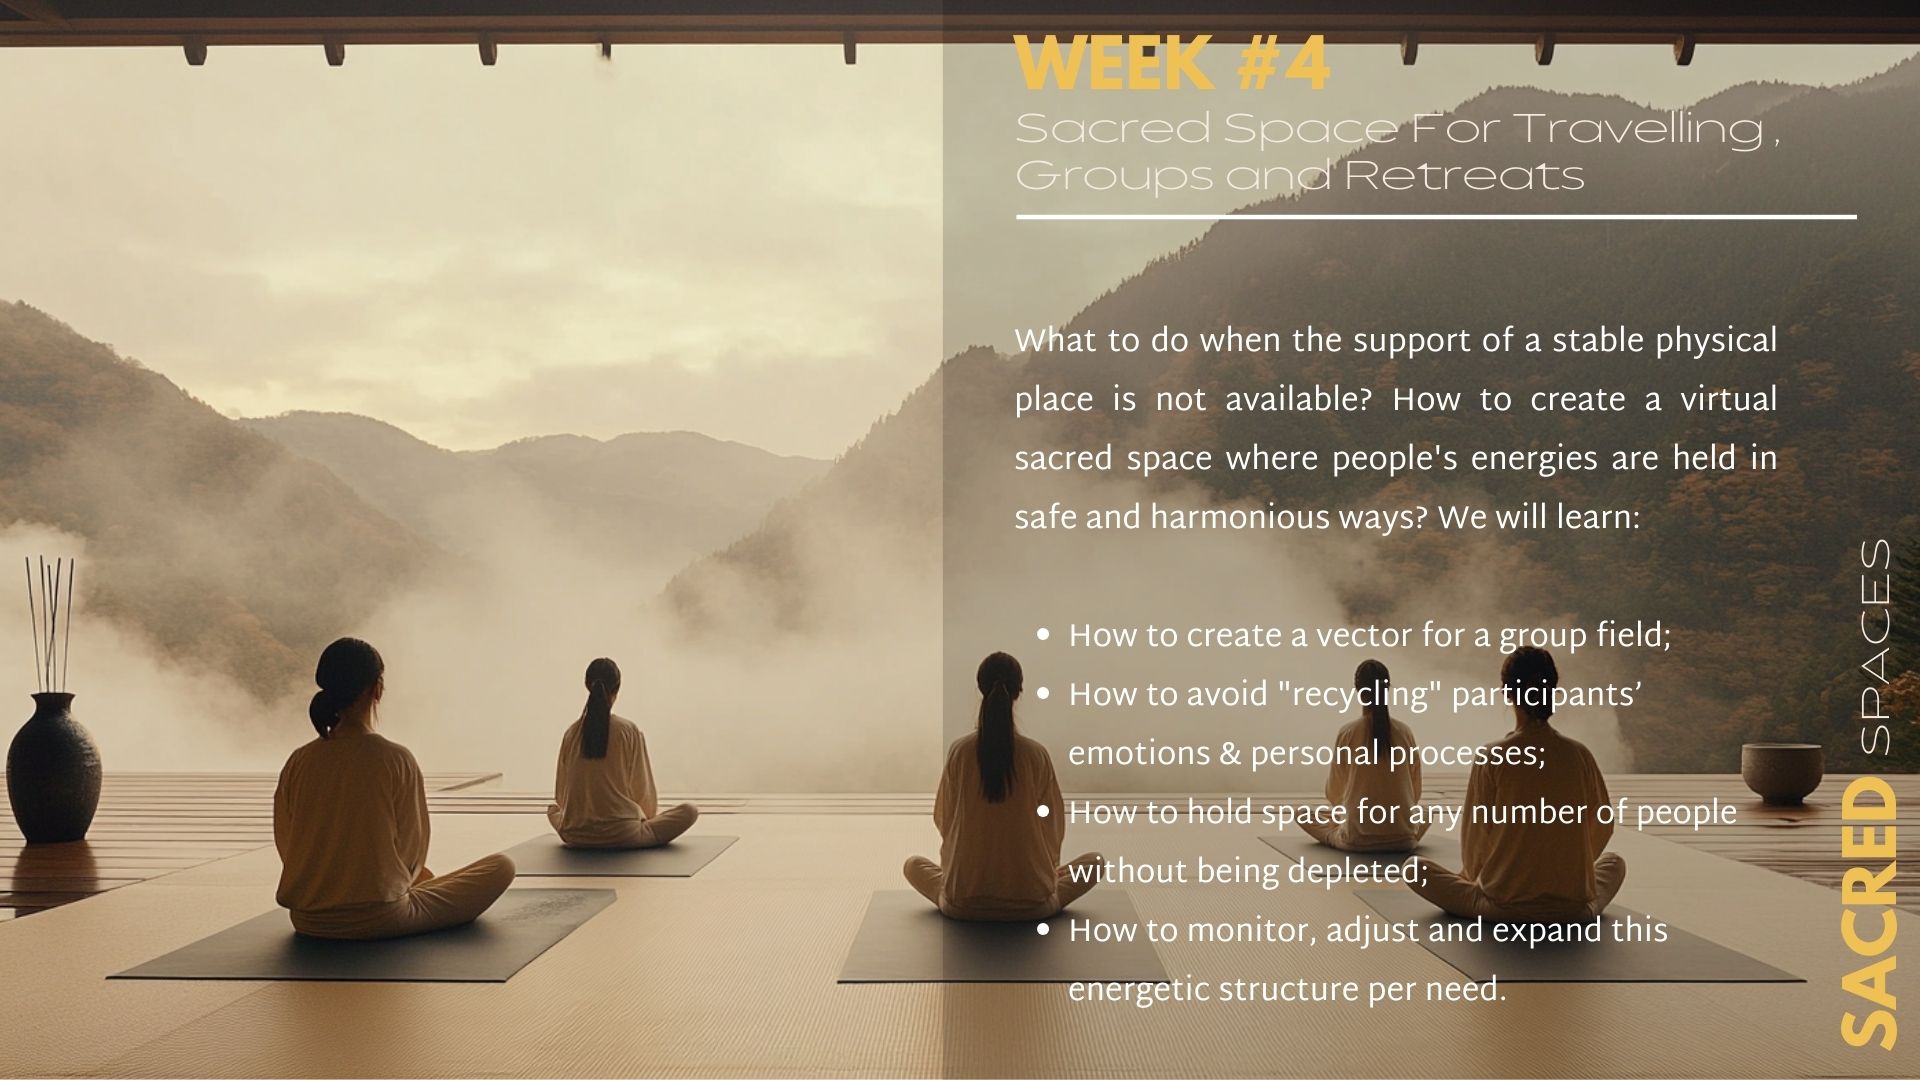 WEEK #4
Sacred Space For Travelling ,
Groups and Retreats
What to do when the support of a stable physical
place is not available? How to create a virtual
sacred space where people's energies are held in
safe and harmonious ways? We will learn:
• How to create a vector for a group field;
• How to avoid "recycling" participants’
emotions & personal processes;
• How to hold space for any number of people
without being depleted;
• How to monitor, adjust and expand this
energetic structure per need.
SACRED SPACES